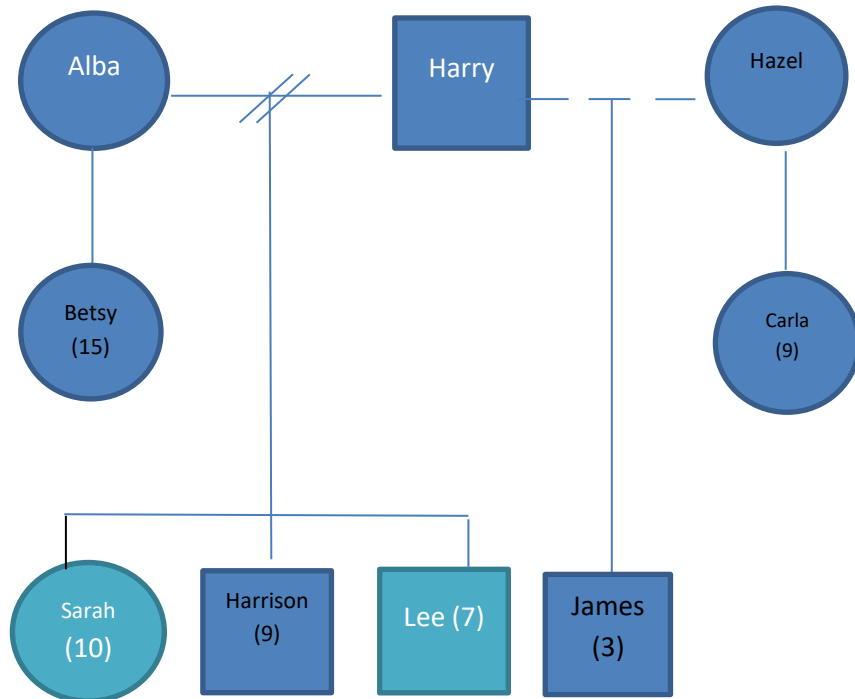 Alba
Harry
Hazel
Betsy
(15)
Carla
(9)
Sarah
(10)
Harrison
(9)
Lee (7)
James
(3)